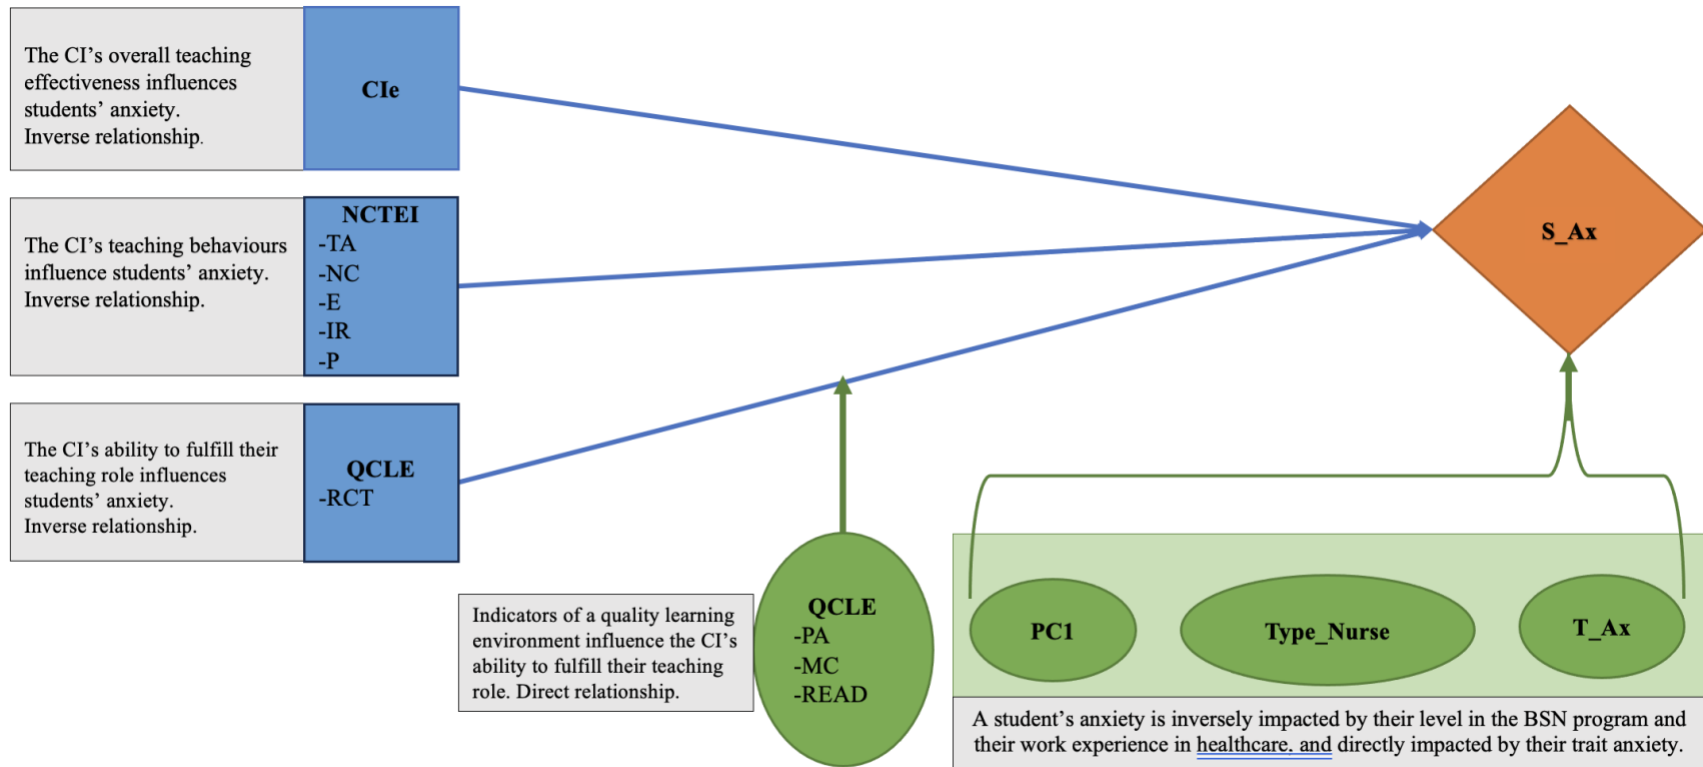 The CI’s overall teaching
effectiveness influences
students’ anxiety.
Inverse relationship.
CIe
The CI’s teaching behaviours
influence students’ anxiety.
Inverse relationship.
NCTEI
-TA
-NC
-E
-IR
-P
S_Ax
The CI’s ability to fulfill their
teaching role influences
students’ anxiety.
Inverse relationship.
QCLE
-RCT
Indicators of a quality learning
environment influence the CI’s
ability to fulfill their teaching
role. Direct relationship.
QCLE
-PA
-MC
-READ
PC1
Type_Nurse
T_Ax
A student’s anxiety is inversely impacted by their level in the BSN program and
their work experience in healthcare. and directly impacted by their trait anxiety.